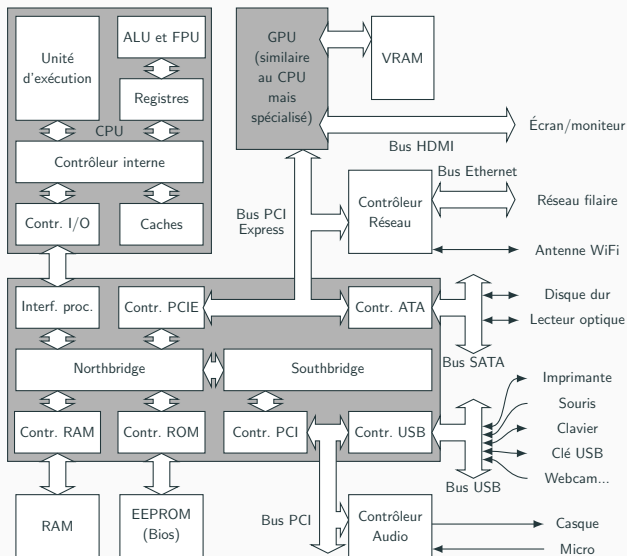 Unité
d'exécution
ALU et FPU
Registres
CPU
Contrôleur interne
Contr. I/O
Caches
GPU
(similaire
au CPU
mais
spécialisé)
VRAM
Bus HDMI
Écran/moniteur
Bus PCI
Express
Contrôleur
Réseau
Bus Ethernet
Réseau filaire
Antenne WiFi
Interf. proc.
Contr. PCIE
Contr. ATA
Disque dur
Lecteur optique
Bus SATA
Northbridge
Southbridge
Contr. RAM
Contr. ROM
Contr. PCI
Contr. USB
Bus USB
Imprimante
Souris
Clavier
Clé USB
Webcam...
RAM
EEPROM
(Bios)
Bus PCI
Contrôleur
Audio
Casque
Micro